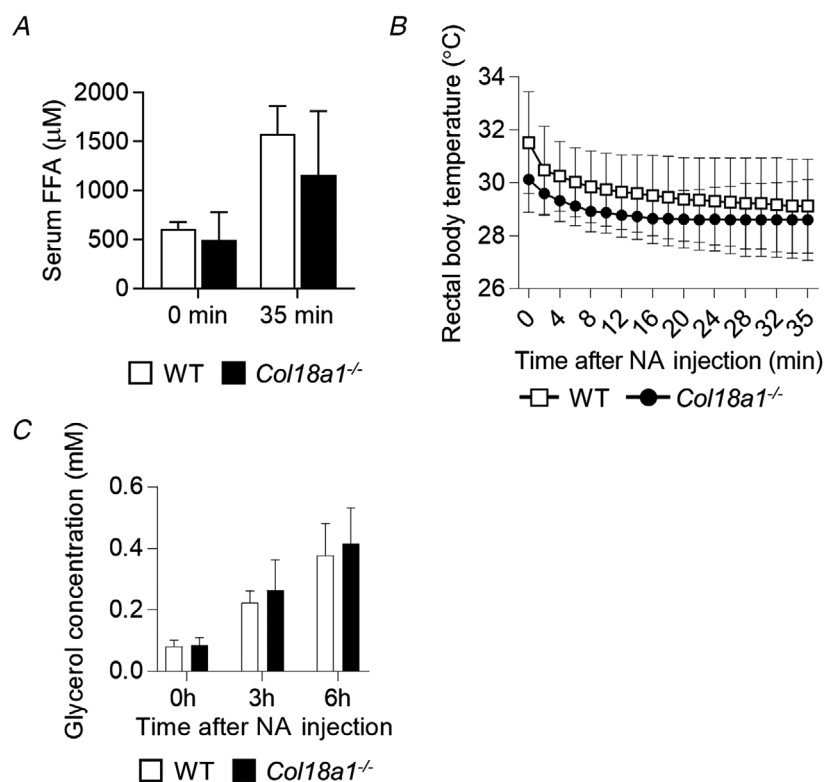 A
Serum FFA (μM)
2000
1500
1000
500
0
0 min 35 min
WT Col18a1-/-
B
Rectal body temperature (°C)
34
32
30
28
26
0 4 8 12 16 20 24 28 32 35
Time after NA injection (min)
WT Col18a1-/-
C
Glycerol concentration (mM)
0.6
0.4
0.2
0.0
0h 3h 6h
Time after NA injection
WT Col18a1-/-